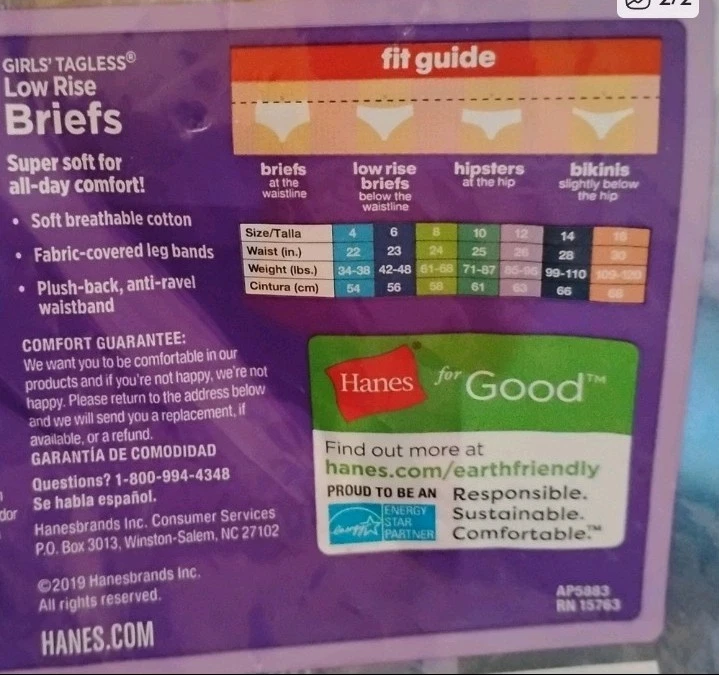 2/2
GIRLS' TAGLESS®
Low Rise
Briefs
Super soft for
all-day comfort!
• Soft breathable cotton
• Fabric-covered leg bands
• Plush-back, anti-ravel
waistband
COMFORT GUARANTEE:
We want you to be comfortable in our
products and if you're not happy, we're not
happy. Please return to the address below
and we will send you a replacement, if
available, or a refund.
GARANTÍA DE COMODIDAD
Questions? 1-800-994-4348
Se habla español.
dor
Hanesbrands Inc. Consumer Services
P.O. Box 3013, Winston-Salem, NC 27102
©2019 Hanesbrands Inc.
All rights reserved.
HANES.COM
fit guide
briefs
at the
waistline
low rise
briefs
below the
waistline
hipsters
at the hip
bikinis
slightly below
the hip
Size/Talla 4 6 8 10 12 14 16
Waist (in.) 22 23 24 25 26 28 30
Weight (lbs.) 34-38 42-48 61-68 71-87 99-110
Cintura (cm) 54 56 58 61 63 66
Hanes for Good™
Find out more at
hanes.com/earthfriendly
PROUD TO BE AN
ENERGY
STAR
PARTNER
Responsible.
Sustainable.
Comfortable.™
AP5883
RN 15763